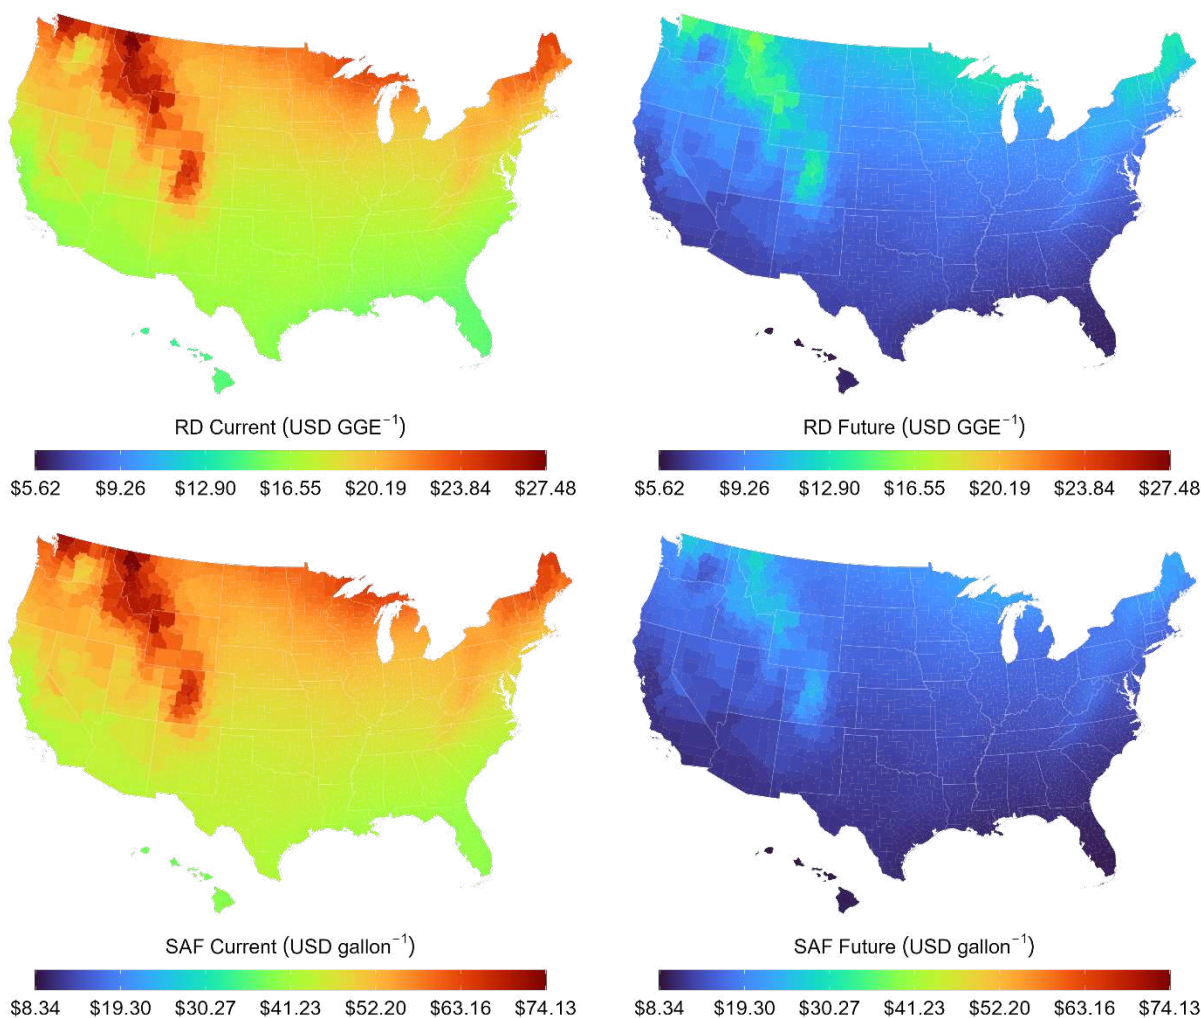 RD Current (USD GGE⁻¹)
$5.62 $9.26 $12.90 $16.55 $20.19 $23.84 $27.48
RD Future (USD GGE⁻¹)
$5.62 $9.26 $12.90 $16.55 $20.19 $23.84 $27.48
SAF Current (USD gallon⁻¹)
$8.34 $19.30 $30.27 $41.23 $52.20 $63.16 $74.13
SAF Future (USD gallon⁻¹)
$8.34 $19.30 $30.27 $41.23 $52.20 $63.16 $74.13